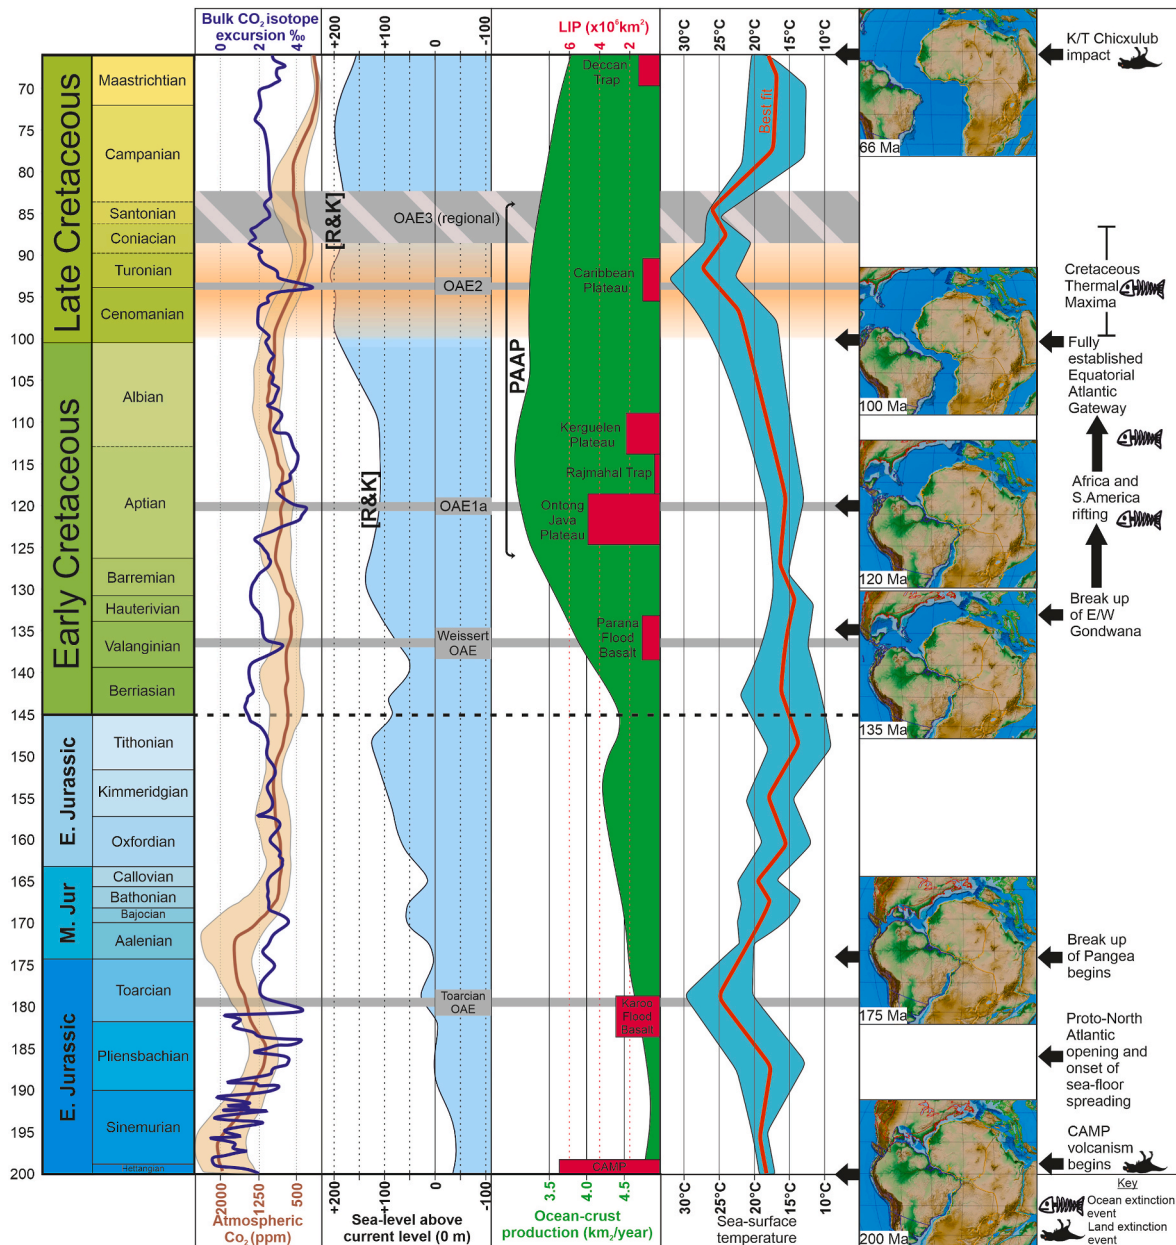 Bulk CO2 isotope
excursion ‰
0 2 4
+200 +100 0 -100
LIP (x10⁶km²)
6 4 2
30°C 20°C 15°C 10°C
70
75
80
85
90
95
100
105
110
115
120
125
130
135
140
145
150
155
160
165
170
175
180
185
190
195
200
Late Cretaceous
Early Cretaceous
E. Jurassic
M. Jur
E. Jurassic
Maastrichtian
Campanian
Santonian
Coniacian
Turonian
Cenomanian
Albian
Aptian
Barremian
Hauterivian
Valanginian
Berriasian
Tithonian
Kimmeridgian
Oxfordian
Callovian
Bathonian
Bajocian
Aalenian
Toarcian
Pliensbachian
Sinemurian
Hettangian
[R&K]
[R&K]
OAE3 (regional)
OAE2
OAE1a
Weissert
OAE
Toarcian
OAE
PAAP
Deccan
Trap
Caribbean
Plateau
Kerguelen
Plateau
Rajmahal Trap
Ontong
Java
Plateau
Parana
Flood
Basalt
Karoo
Flood
Basalt
CAMP
Best fit
66 Ma
100 Ma
120 Ma
135 Ma
175 Ma
200 Ma
K/T Chicxulub
impact
Cretaceous
Thermal
Maxima
Fully
established
Equatorial
Atlantic
Gateway
Africa and
S.America
rifting
Break up
of E/W
Gondwana
Break up
of Pangea
begins
Proto-North
Atlantic
opening and
onset of
sea-floor
spreading
CAMP
volcanism
begins
Key
Ocean extinction
event
Land extinction
event
2000 1250 500
Atmospheric
Co2 (ppm)
+200 +100 0 -100
Sea-level above
current level (0 m)
3.5 4.0 4.5
Ocean-crust
production (km2/year)
30°C 20°C 15°C 10°C
Sea-surface
temperature